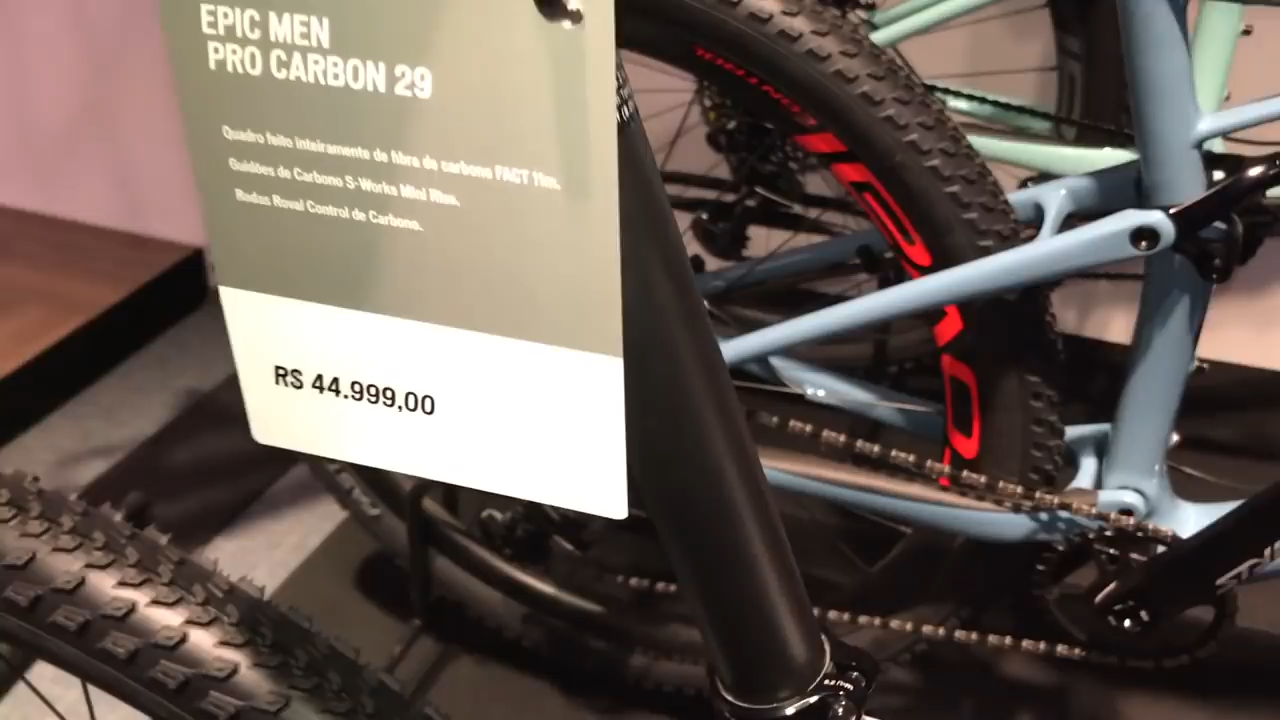 EPIC MEN
PRO CARBON 29
Quadro feito inteiramente de fibra de carbono FACT 11m.
Guidões de Carbono S-Works Mini Rise.
Rodas Roval Control de Carbono.
R$ 44.999,00
CONTROL